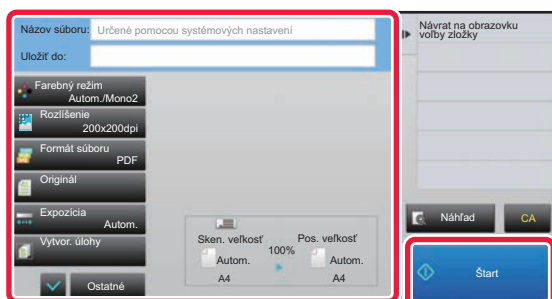 Názov súboru: Určené pomocou systémových nastavení
Uložiť do:
Farebný režim
Autom./Mono2
Rozlíšenie
200x200dpi
Formát súboru
PDF
Originál
Expozícia
Autom.
Vytvor. úlohy
Ostatné
Sken. veľkosť 100% Pos. veľkosť
Autom. Autom.
A4 A4
Návrat na obrazovku
voľby zložky
Náhľad CA
Štart